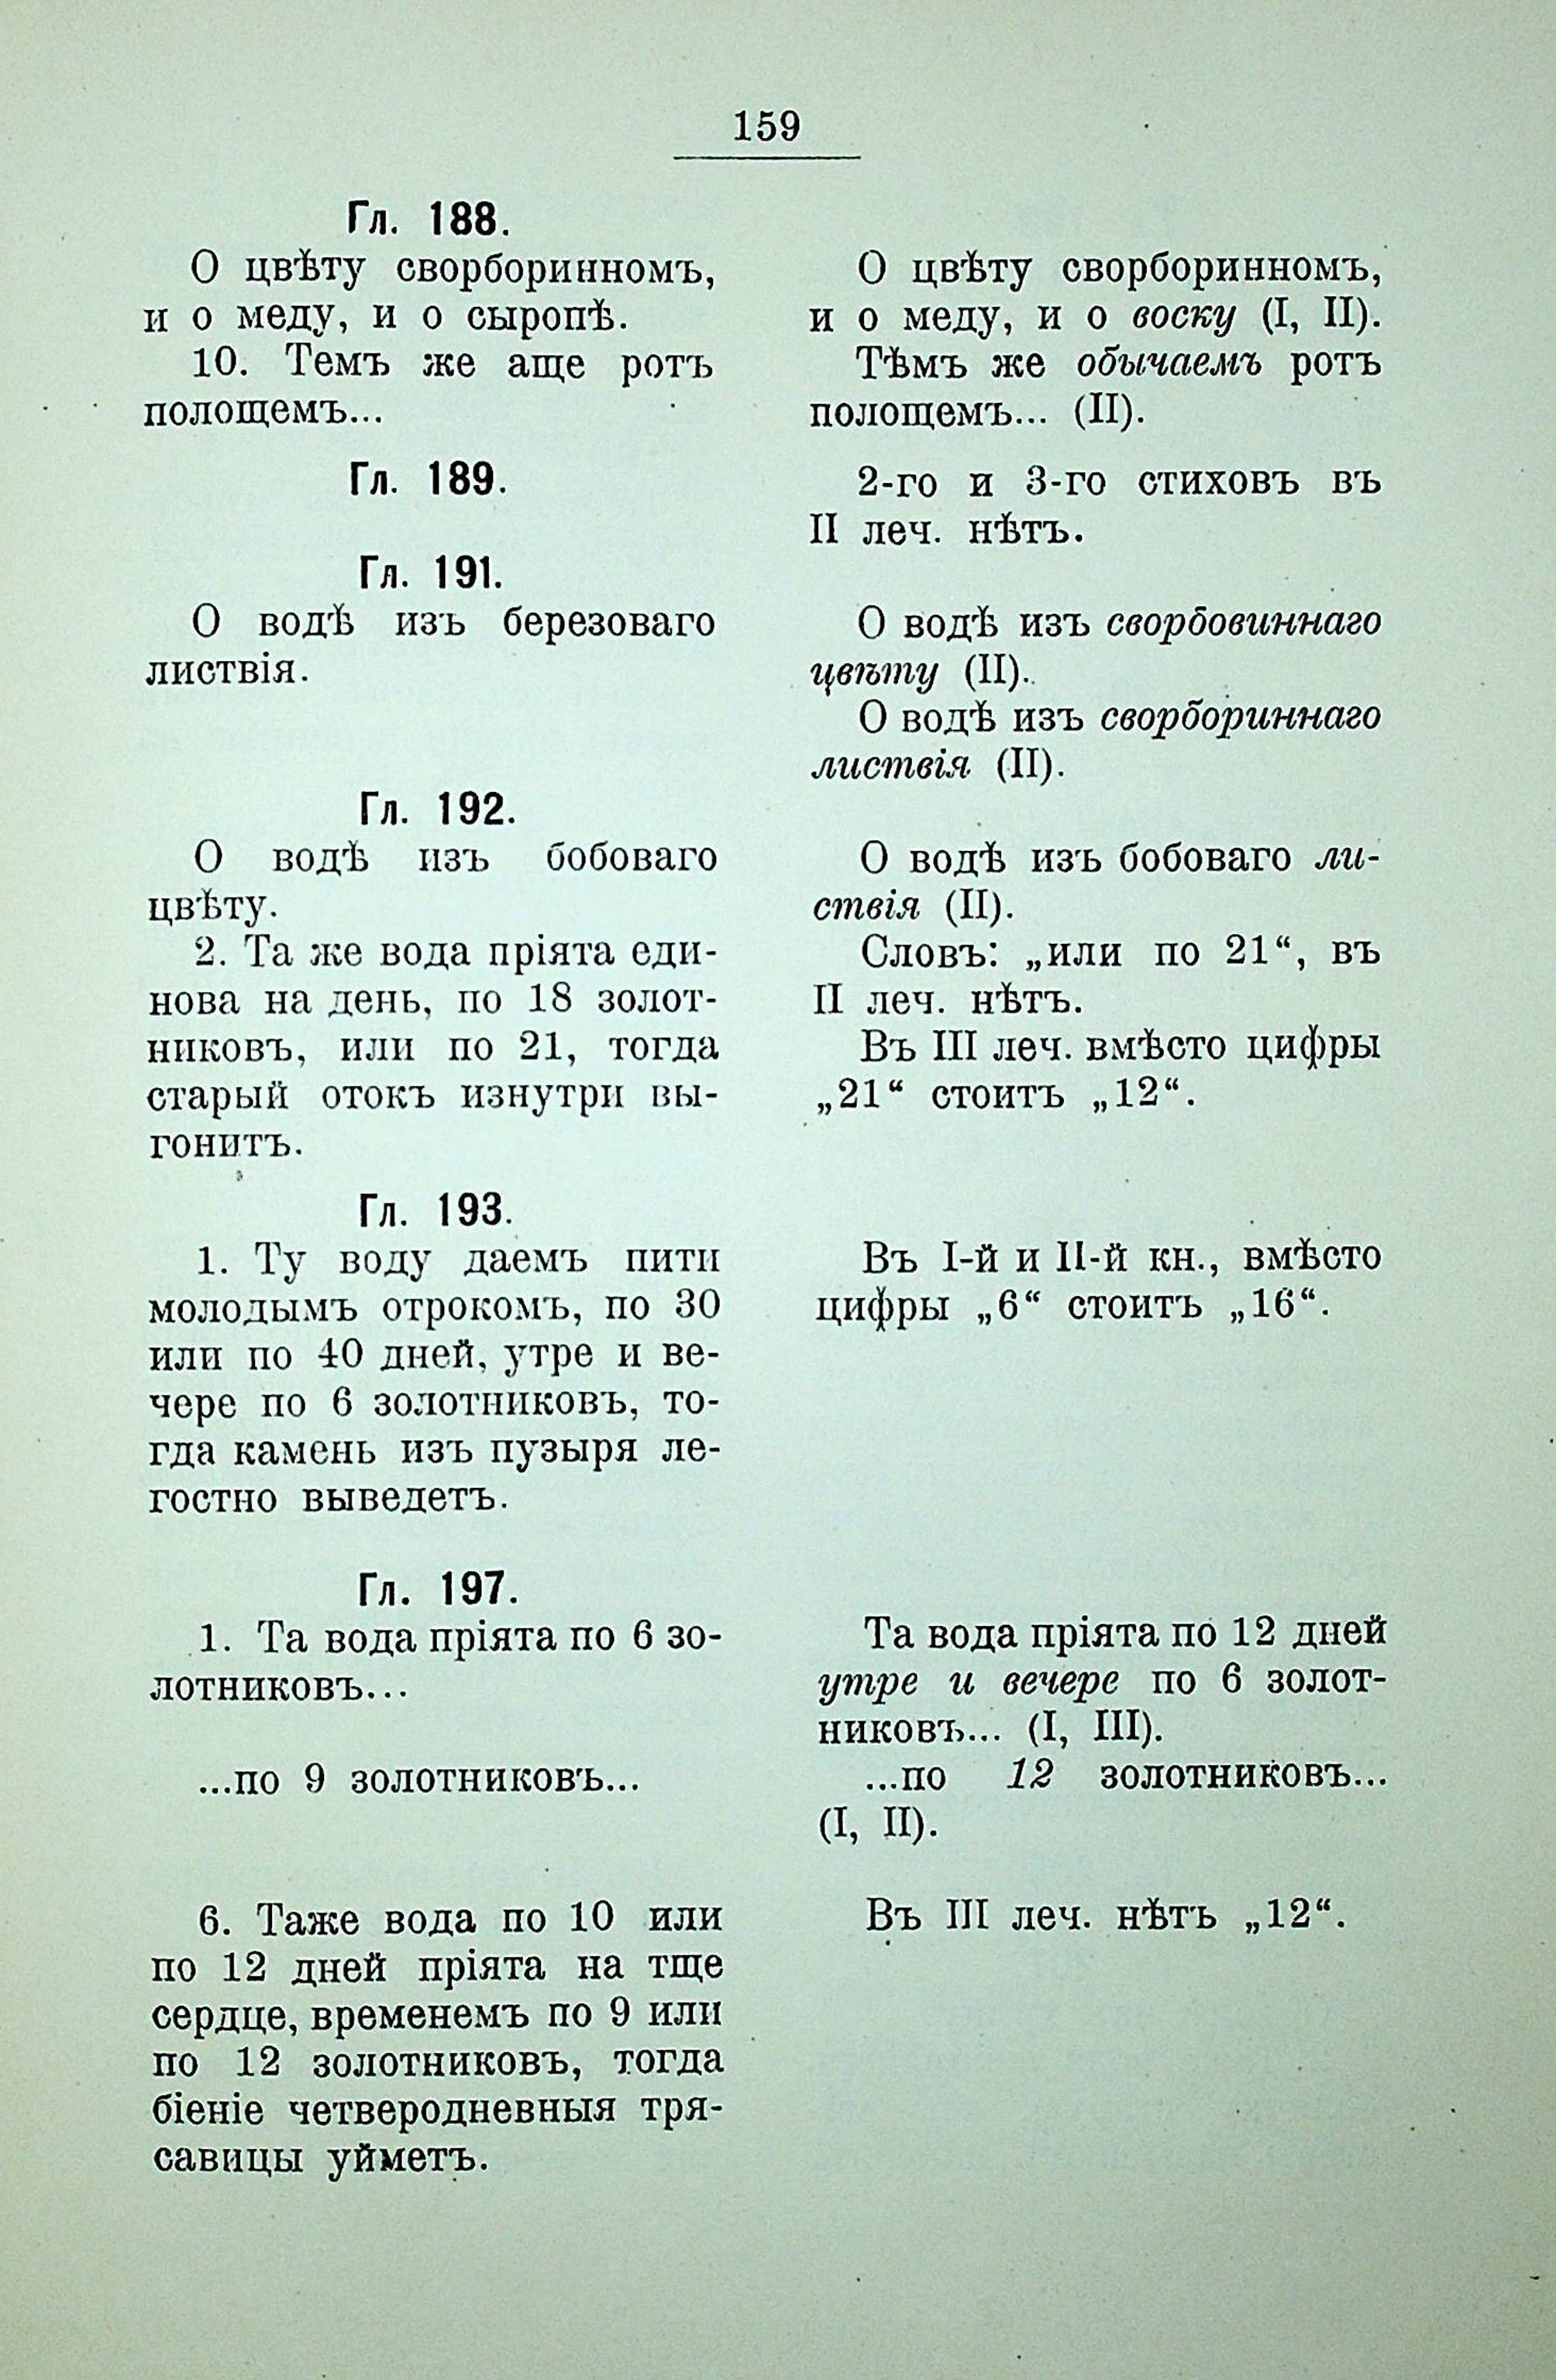 159
Гл. 188.
О цвѣту сворборинномъ,
и о меду, и о сыропѣ.
10. Темъ же аще ротъ
полощемъ...
О цвѣту сворборинномъ,
и о меду, и о воску (I, II).
Тѣмъ же обычаемъ ротъ
полощемъ... (II).
Гл. 189.
2-го и 3-го стиховъ въ
II леч. нѣтъ.
Гл. 191.
О водѣ изъ березоваго
листвія.
О водѣ изъ сворбовиннаго
цвѣту (II).
О водѣ изъ сворбориннаго
листвія (II).
Гл. 192.
О водѣ изъ бобоваго
цвѣту.
2. Та же вода пріята еди-
нова на день, по 18 золот-
никовъ, или по 21, тогда
старый отокъ изнутри вы-
гонитъ.
О водѣ изъ бобоваго ли-
ствія (II).
Словъ: „или по 21“, въ
II леч. нѣтъ.
Въ III леч. вмѣсто цифры
„21“ стоитъ „12“.
Гл. 193.
1. Ту воду даемъ пити
молодымъ отрокомъ, по 30
или по 40 дней, утре и ве-
чере по 6 золотниковъ, то-
гда камень изъ пузыря ле-
гостно выведетъ.
Въ I-й и II-й кн., вмѣсто
цифры „6“ стоитъ „16“.
Гл. 197.
1. Та вода пріята по 6 зо-
лотниковъ...
...по 9 золотниковъ...
Та вода пріята по 12 дней
утре и вечере по 6 золот-
никовъ... (I, III).
...по 12 золотниковъ...
(I, II).
6. Таже вода по 10 или
по 12 дней пріята на тще
сердце, временемъ по 9 или
по 12 золотниковъ, тогда
біеніе четверодневныя тря-
савицы уйметъ.
Въ III леч. нѣтъ „12“.